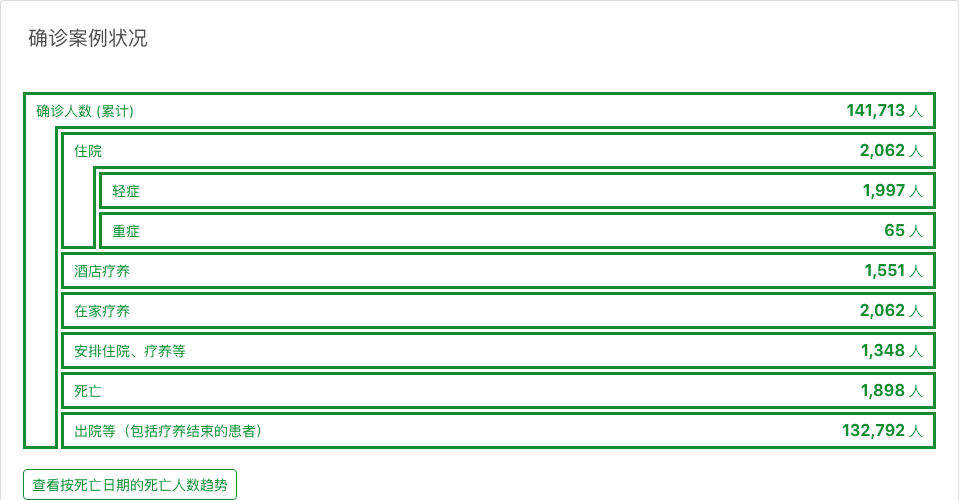 确诊案例状况
确诊人数 (累计) 141,713 人
住院 2,062 人
轻症 1,997 人
重症 65 人
酒店疗养 1,551 人
在家疗养 2,062 人
安排住院、疗养等 1,348 人
死亡 1,898 人
出院等（包括疗养结束的患者） 132,792 人
查看按死亡日期的死亡人数趋势